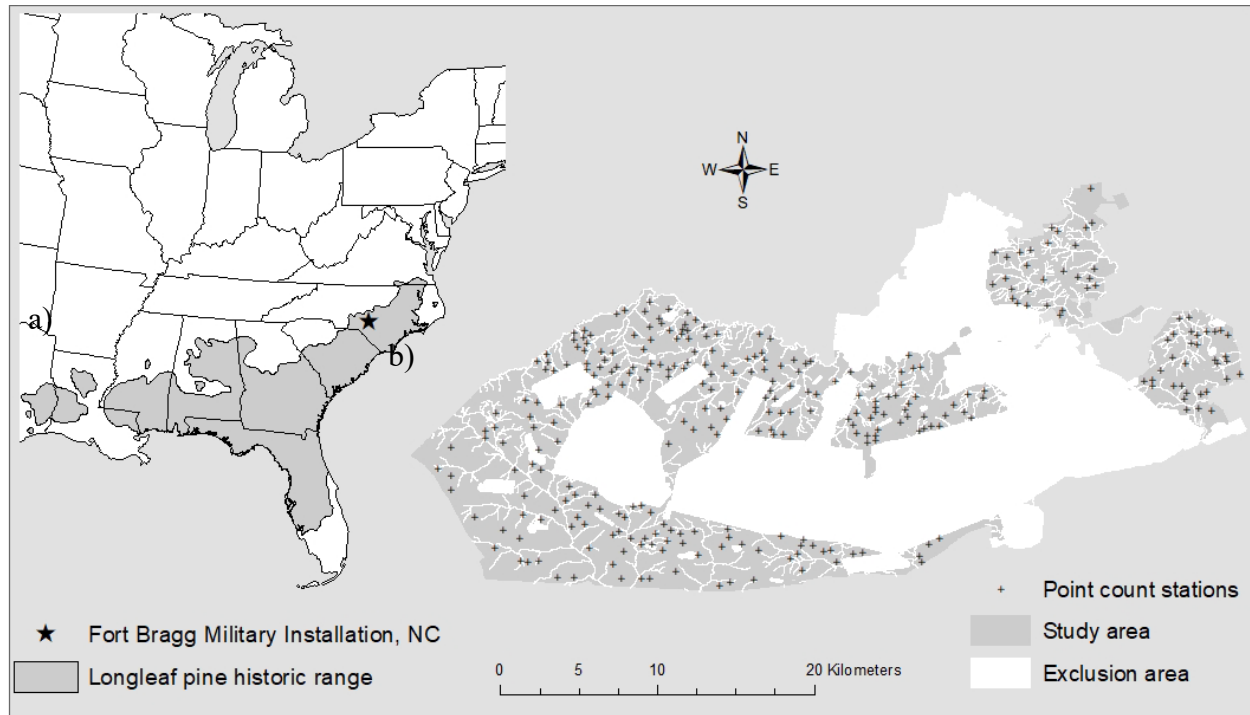 N
W E
S
a)
b)
Point count stations
Fort Bragg Military Installation, NC
Study area
Longleaf pine historic range
0 5 10 20 Kilometers
Exclusion area